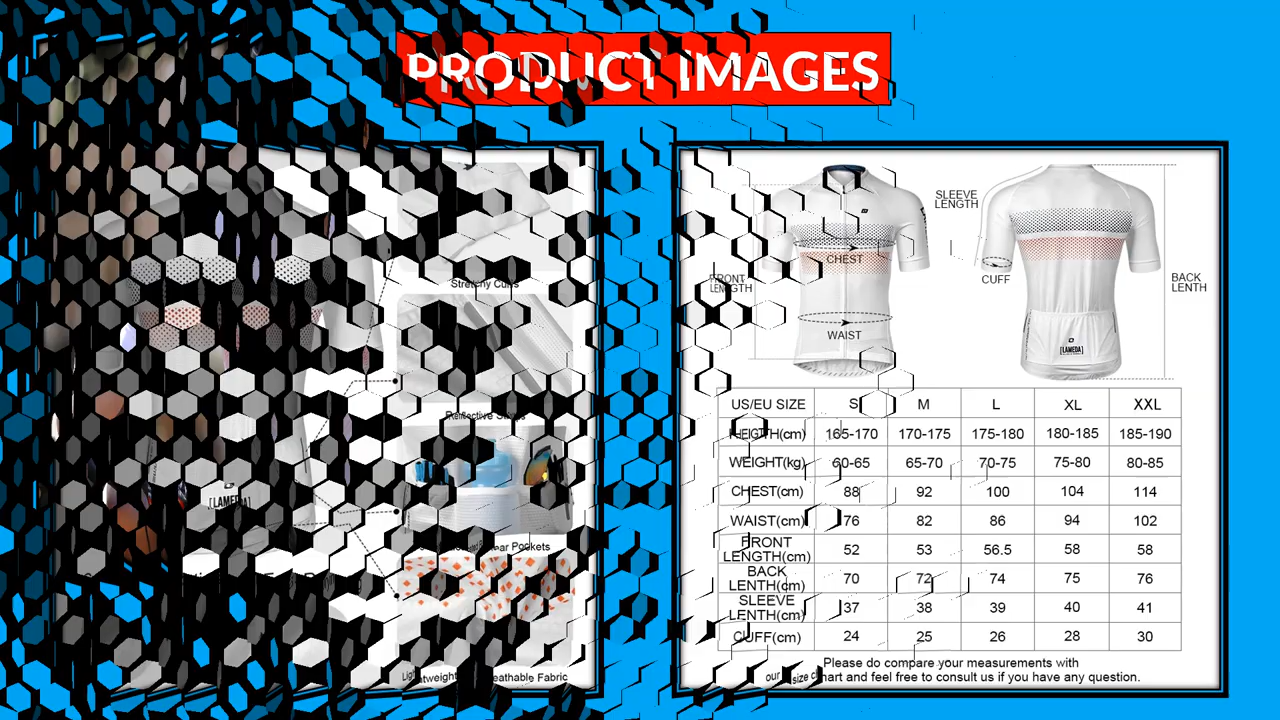 PRODUCT IMAGES
Stretchy Cuffs
Reflective
Rear Pockets
Breathable Fabric
[LAMEDA]
SLEEVE
LENGTH
CHEST
FRONT
LENGTH
CUFF
BACK
LENTH
WAIST
[LAMEDA]
US/EU SIZE S M L XL XXL
HEIGTH(cm) 165-170 170-175 175-180 180-185 185-190
WEIGHT(kg) 60-65 65-70 70-75 75-80 80-85
CHEST(cm) 88 92 100 104 114
WAIST(cm) 76 82 86 94 102
FRONT
LENGTH(cm) 52 53 56.5 58 58
BACK
LENTH(cm) 70 72 74 75 76
SLEEVE
LENTH(cm) 37 38 39 40 41
CUFF(cm) 24 25 26 28 30
Please do compare your measurements with
our size chart and feel free to consult us if you have any question.